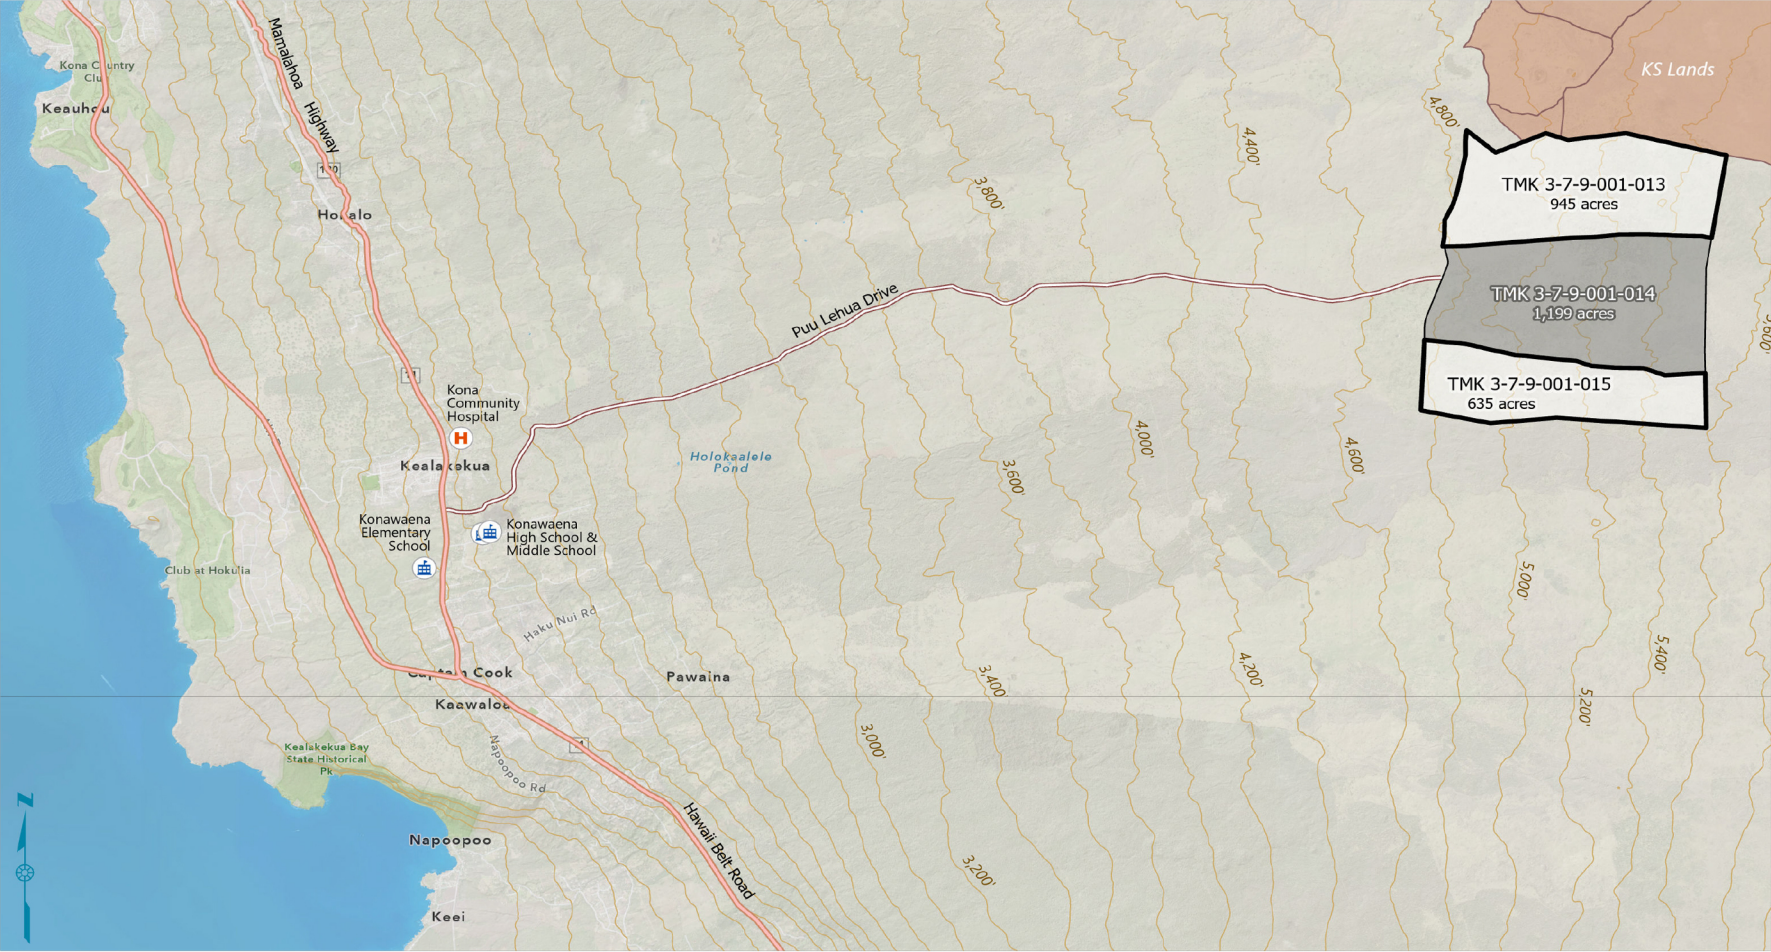 Mamalahoa Highway
Kona Country
Club
Keauhou
KS Lands
4,800'
4,400'
3,800'
TMK 3-7-9-001-013
945 acres
Honalo
Puu Lehua Drive
TMK 3-7-9-001-014
1,199 acres
TMK 3-7-9-001-015
635 acres
Kona
Community
Hospital
H
Kealakekua
Holokaalele
Pond
4,000'
4,600'
3,600'
Konawaena
Elementary
School
Konawaena
High School &
Middle School
Club at Hokulia
5,000'
Haku Nui Rd
Captain Cook
Pawaina
Kaawaloa
3,400'
4,200'
5,400'
5,200'
3,000'
Kealakekua Bay
State Historical
Pk
Napoopoo Rd
N
Napoopoo
Hawaii Belt Road
3,200'
Keei